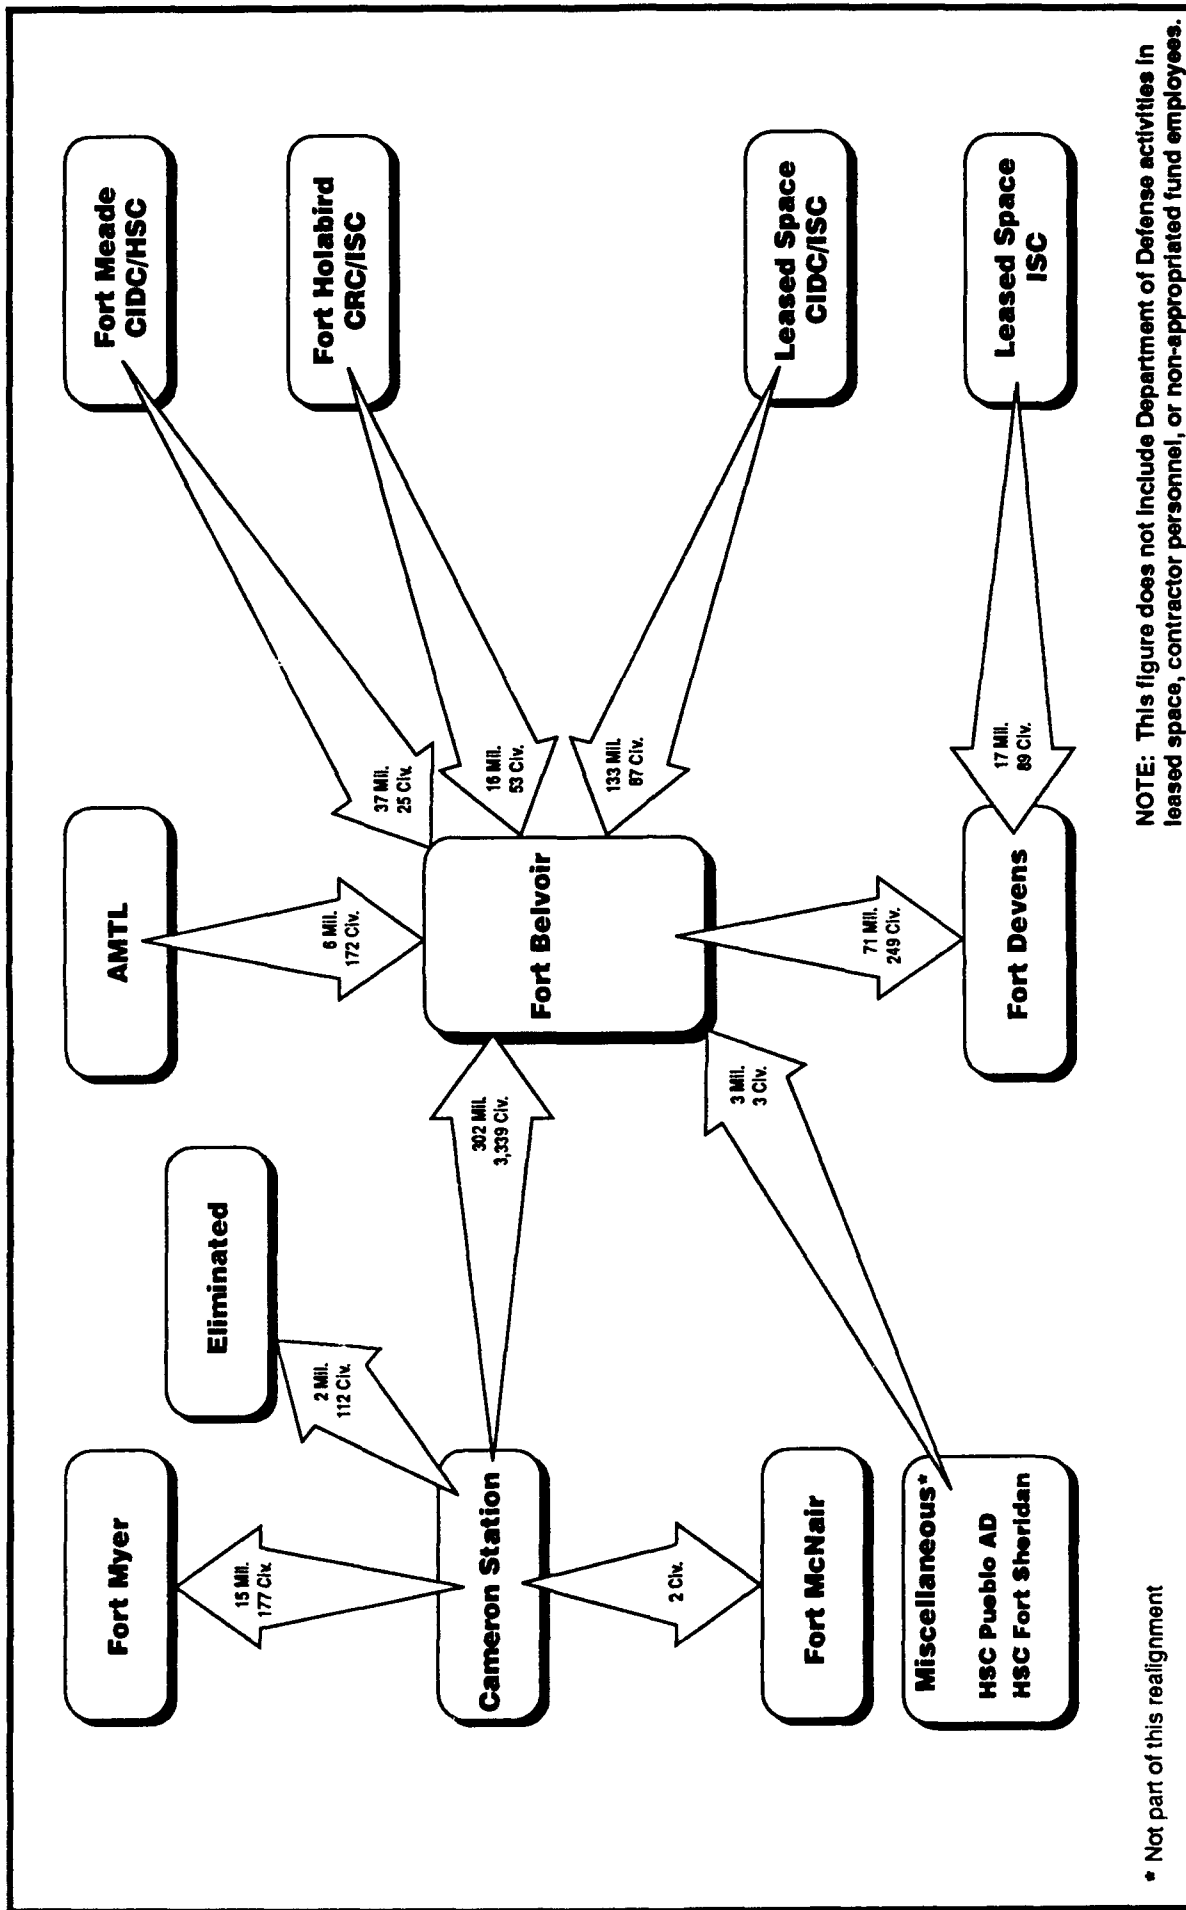 Fort Myer
15 Mil.
177 Civ.
Eliminated
2 Mil.
112 Civ.
Cameron Station
302 Mil.
3,339 Civ.
2 Civ.
Fort McNair
Miscellaneous*
HSC Pueblo AD
HSC Fort Sheridan
3 Mil.
3 Civ.
AMTL
6 Mil.
172 Civ.
Fort Belvoir
71 Mil.
249 Civ.
Fort Devens
Fort Meade
CIDC/HSC
37 Mil.
25 Civ.
Fort Holabird
CRC/ISC
16 Mil.
53 Civ.
Leased Space
CIDC/ISC
133 Mil.
87 Civ.
Leased Space
ISC
17 Mil.
89 Civ.
* Not part of this realignment
NOTE: This figure does not include Department of Defense activities in
leased space, contractor personnel, or non-appropriated fund employees.